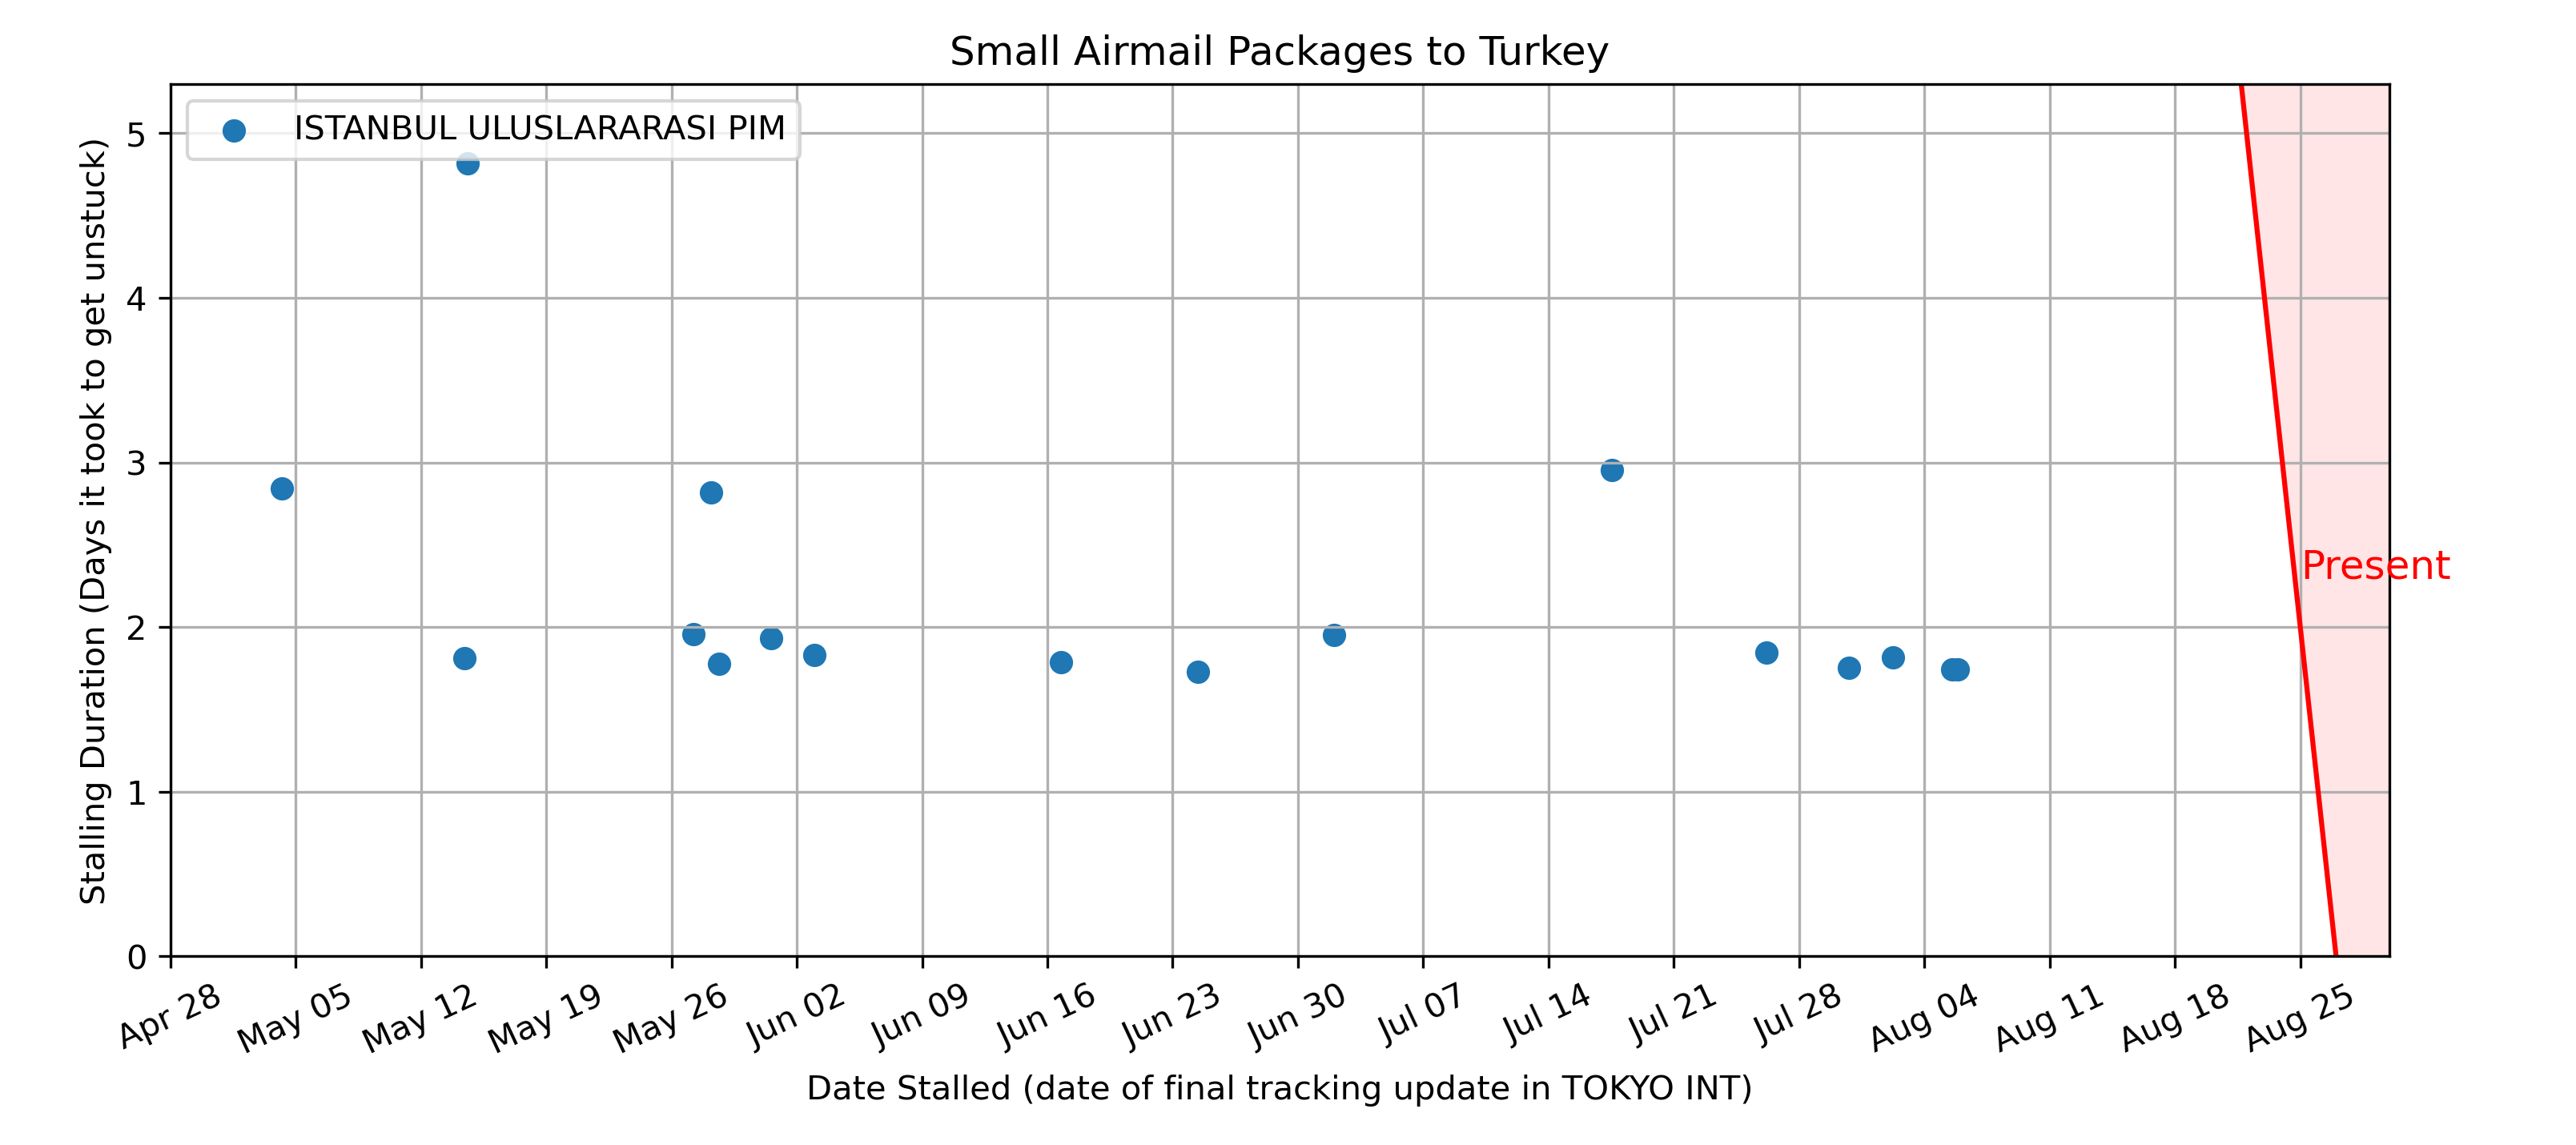 Small Airmail Packages to Turkey
ISTANBUL ULUSLARARASI PIM
Stalling Duration (Days it took to get unstuck)
5
4
3
2
1
0
Present
Apr 28
May 05
May 12
May 19
May 26
Jun 02
Jun 09
Jun 16
Jun 23
Jun 30
Jul 07
Jul 14
Jul 21
Jul 28
Aug 04
Aug 11
Aug 18
Aug 25
Date Stalled (date of final tracking update in TOKYO INT)